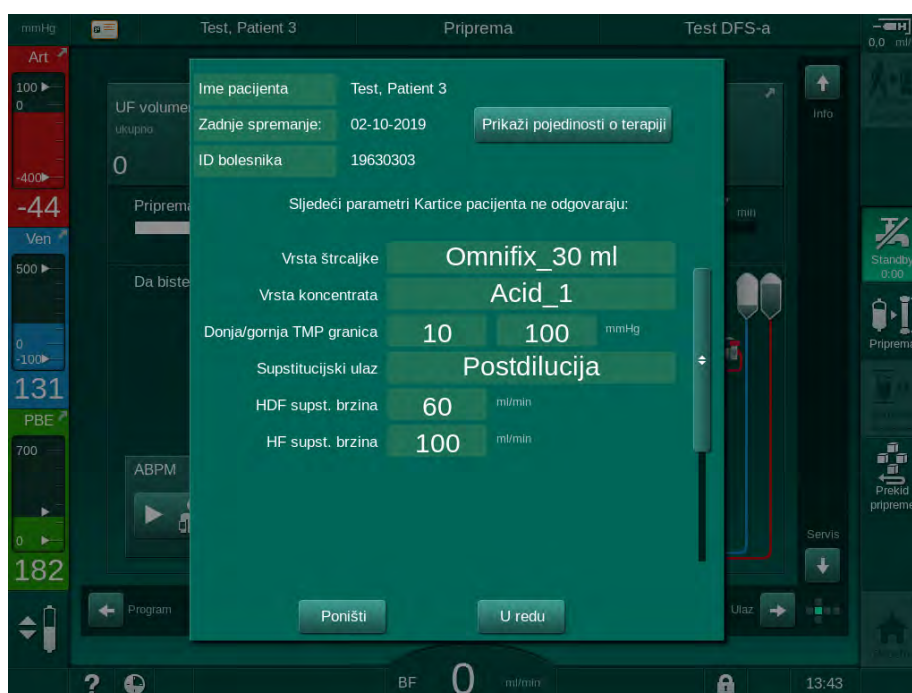 mmHg
Test, Patient 3
Priprema
Test DFS-a
0,0 ml/
Art
100
0
-400
-44
Ven
500
0
-100
131
PBE
700
0
182
UF volume
ukupno
0
Priprema
min
Da biste
ABPM
Ime pacijenta Test, Patient 3
Zadnje spremanje: 02-10-2019 Prikaži pojedinosti o terapiji
ID bolesnika 19630303
Sljedeći parametri Kartice pacijenta ne odgovaraju:
Vrsta štrcaljke Omnifix_30 ml
Vrsta koncentrata Acid_1
Donja/gornja TMP granica 10 100 mmHg
Supstitucijski ulaz Postdilucija
HDF supst. brzina 60 ml/min
HF supst. brzina 100 ml/min
Poništi U redu
Info
Servis
Program
Ulaz
Standby
0:00
Priprema
Prekid
pripreme
? BF 0 ml/min 13:43